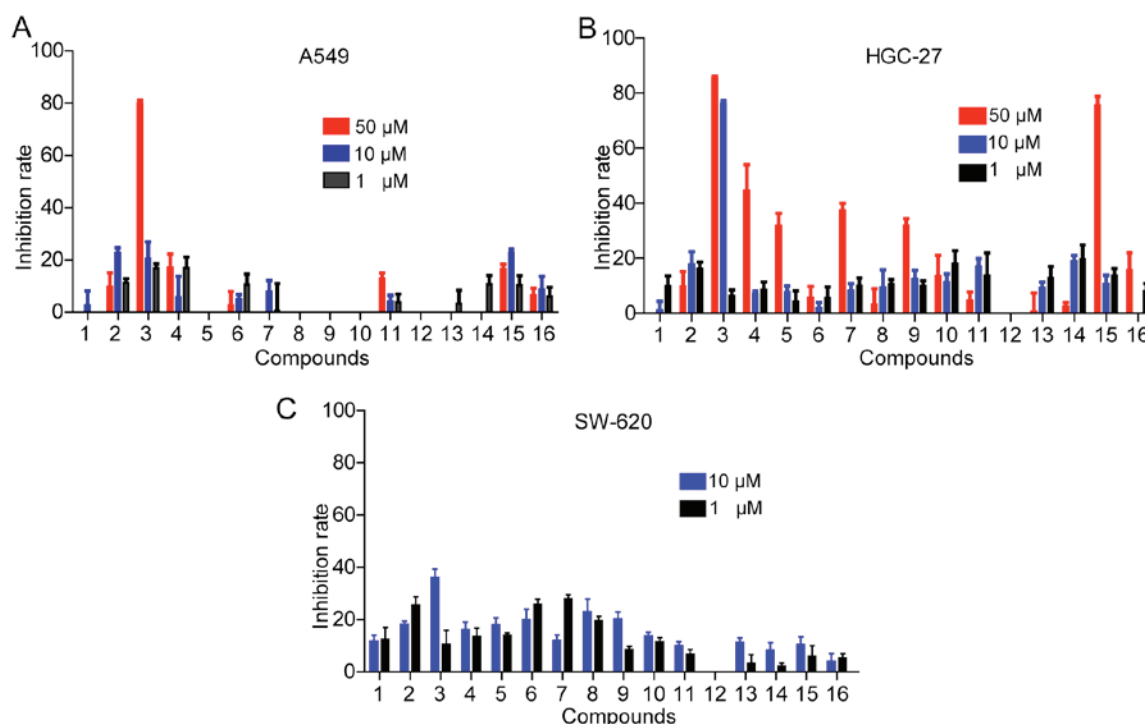 A
A549
Inhibition rate
100
80
60
40
20
0
50 µM
10 µM
1 µM
1 2 3 4 5 6 7 8 9 10 11 12 13 14 15 16
Compounds
B
HGC-27
Inhibition rate
100
80
60
40
20
0
50 µM
10 µM
1 µM
1 2 3 4 5 6 7 8 9 10 11 12 13 14 15 16
Compounds
C
SW-620
Inhibition rate
100
80
60
40
20
0
10 µM
1 µM
1 2 3 4 5 6 7 8 9 10 11 12 13 14 15 16
Compounds